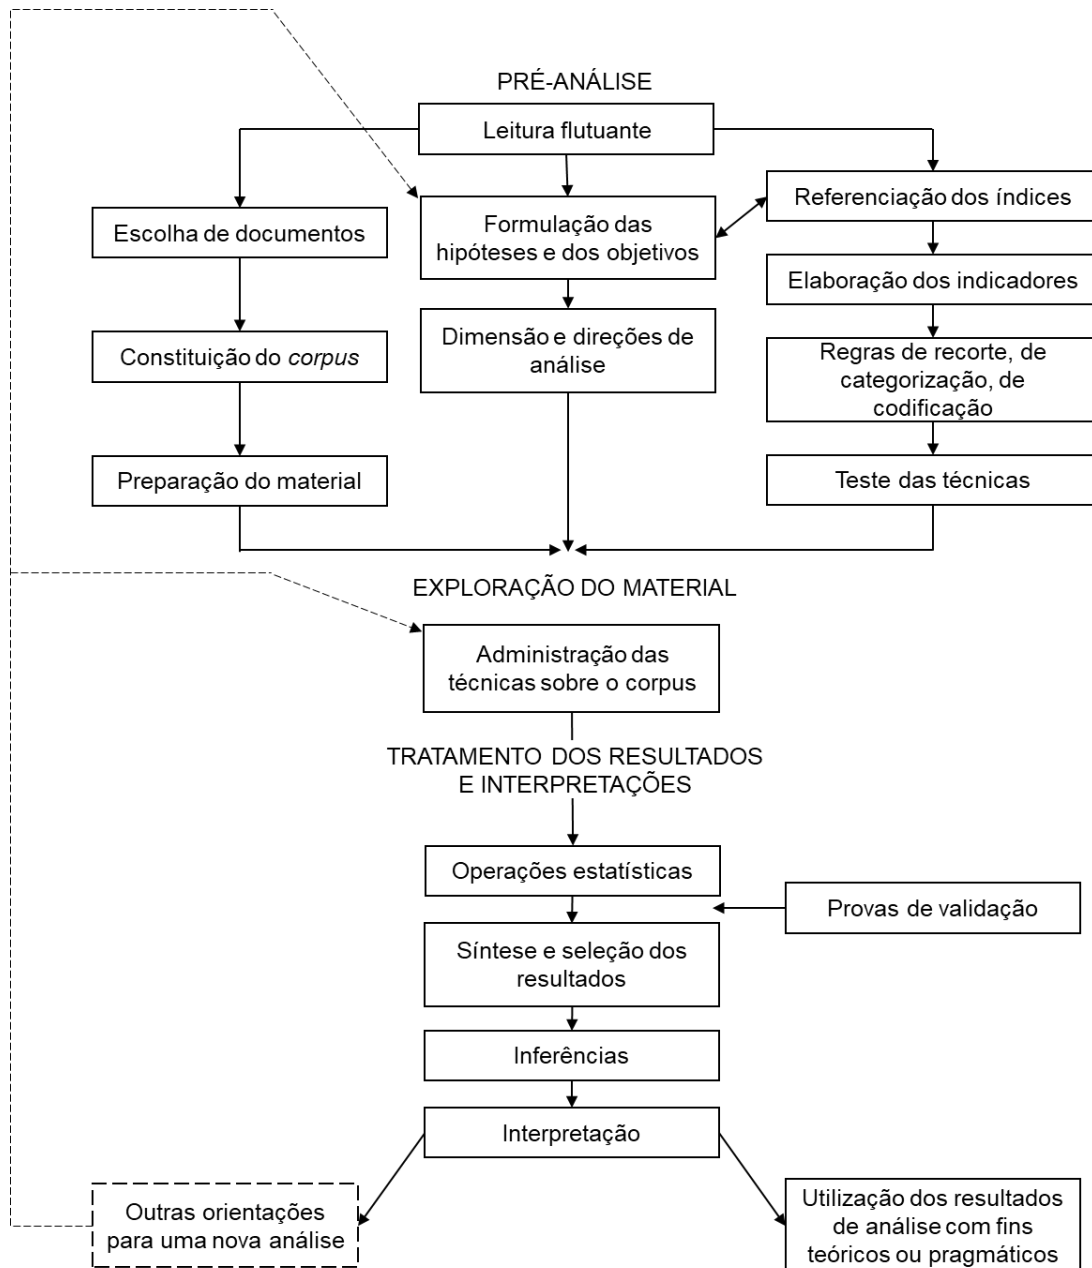 PRÉ-ANÁLISE
Leitura flutuante
Escolha de documentos
Constituição do corpus
Preparação do material
Formulação das
hipóteses e dos objetivos
Dimensão e direções de
análise
Referenciação dos índices
Elaboração dos indicadores
Regras de recorte, de
categorização, de
codificação
Teste das técnicas
EXPLORAÇÃO DO MATERIAL
Administração das
técnicas sobre o corpus
TRATAMENTO DOS RESULTADOS
E INTERPRETAÇÕES
Operações estatísticas
Provas de validação
Síntese e seleção dos
resultados
Inferências
Interpretação
Outras orientações
para uma nova análise
Utilização dos resultados
de análise com fins
teóricos ou pragmáticos